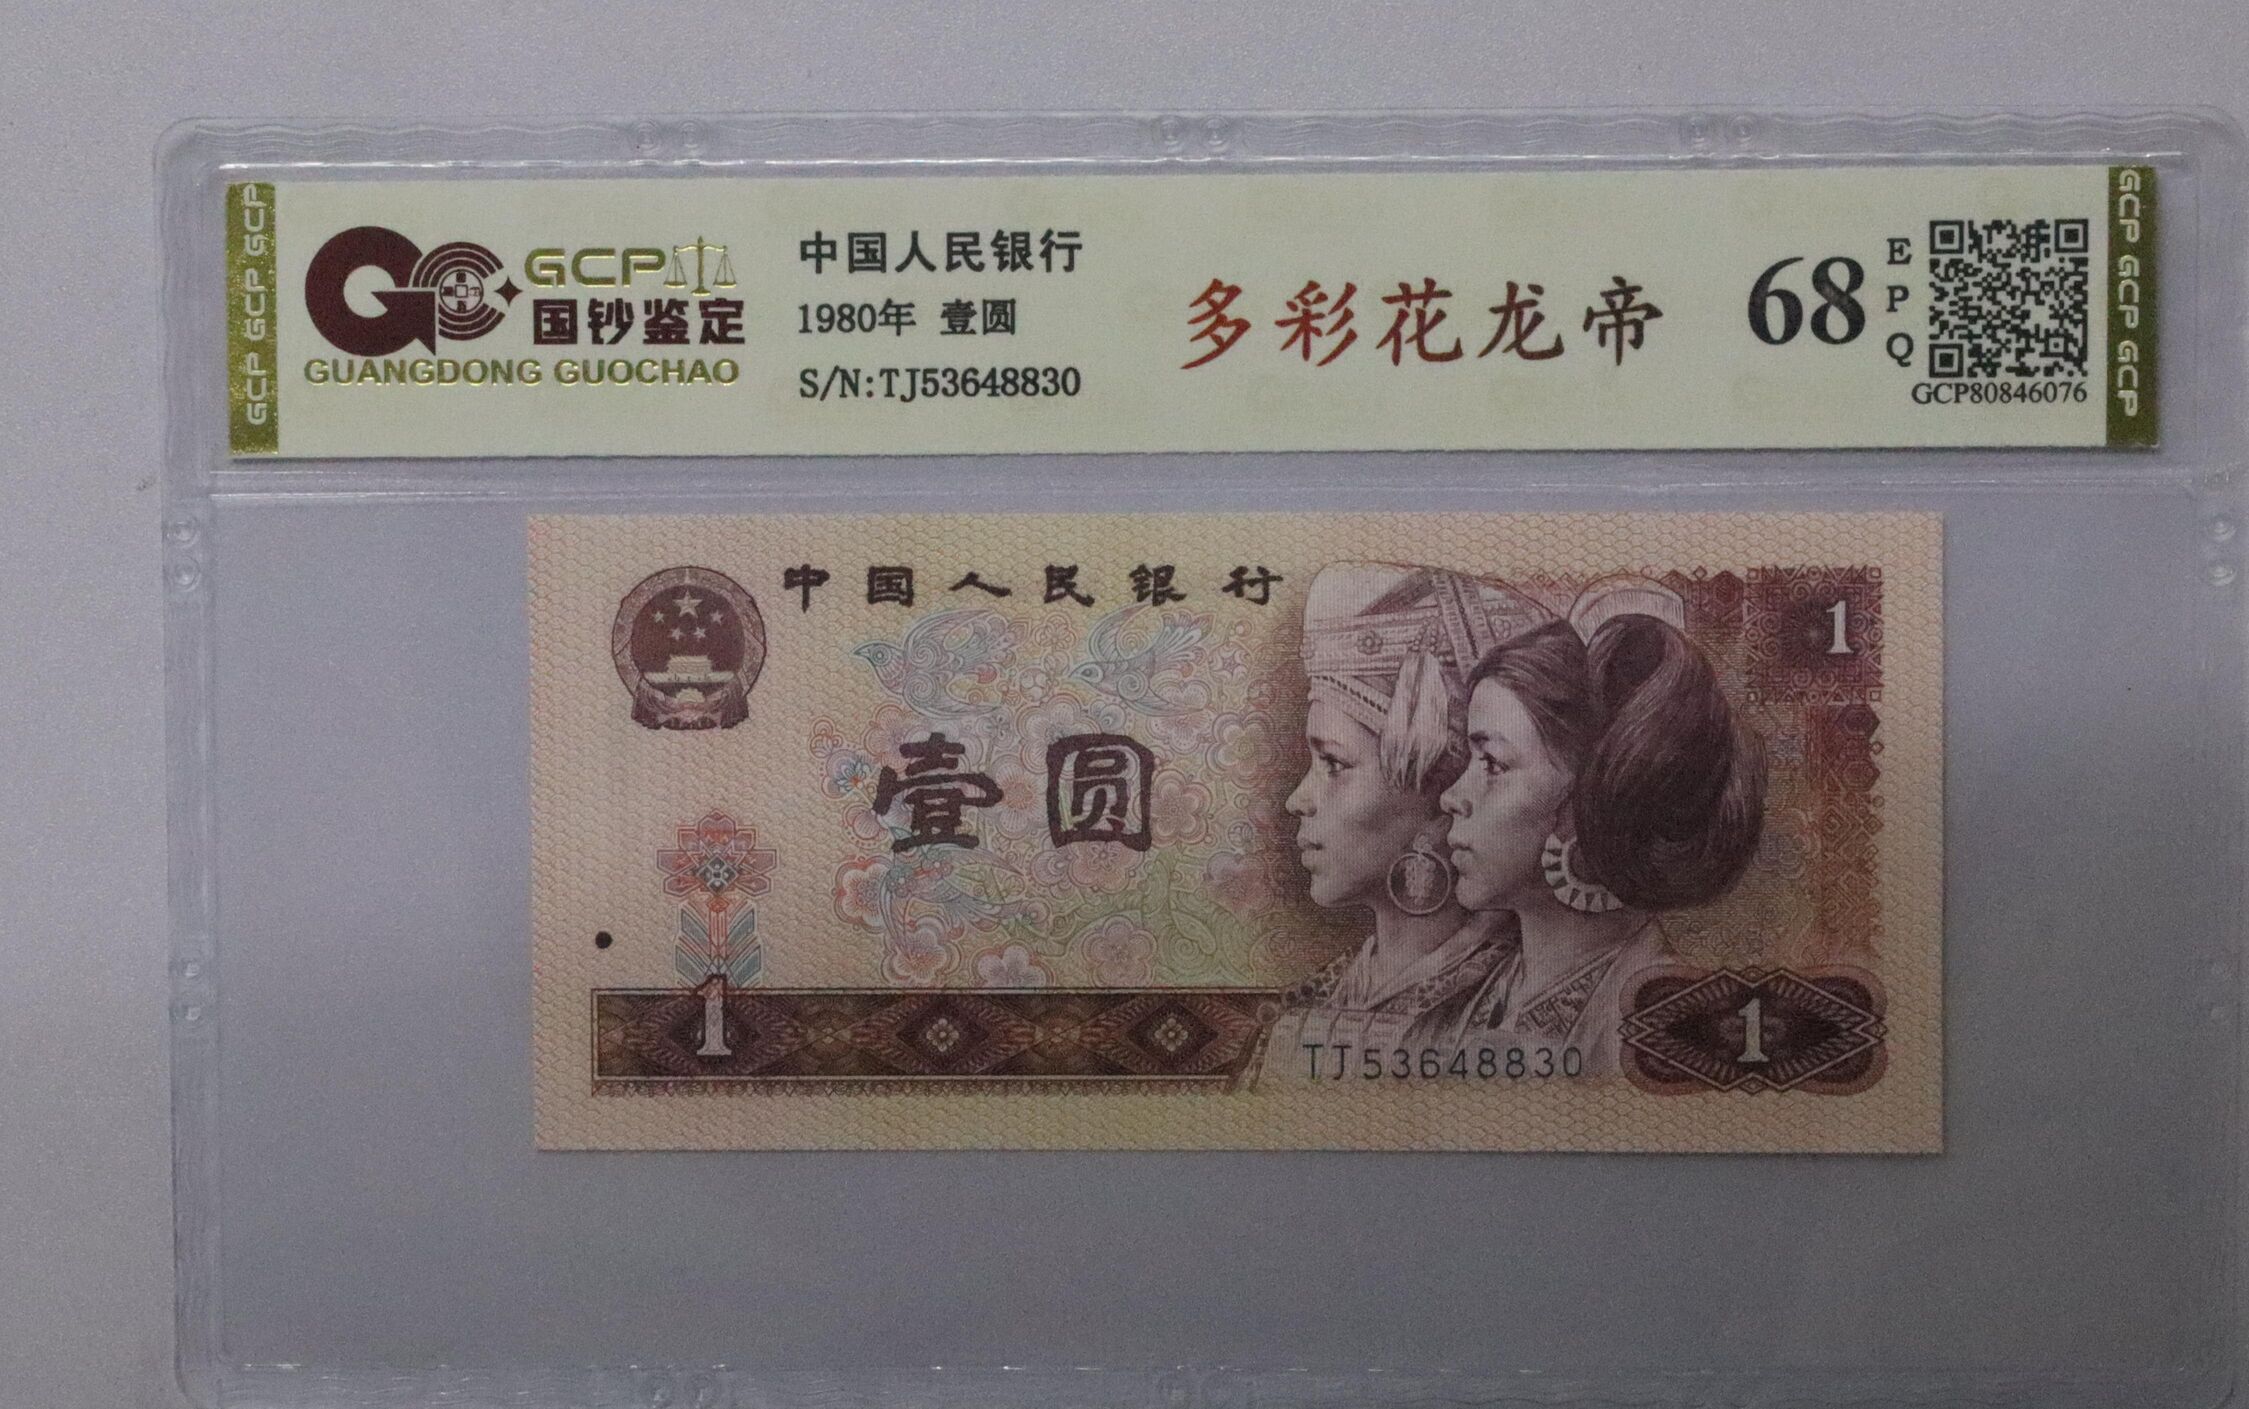 GCP GCP GCP
GCP
国钞鉴定
GUANGDONG GUOCHAO
中国人民银行
1980年 壹圆
S/N:TJ53648830
多彩花龙帝
68
E
P
Q
GCP80846076
GCP GCP GCP
中国人民银行
1
壹圆
1
TJ53648830
1